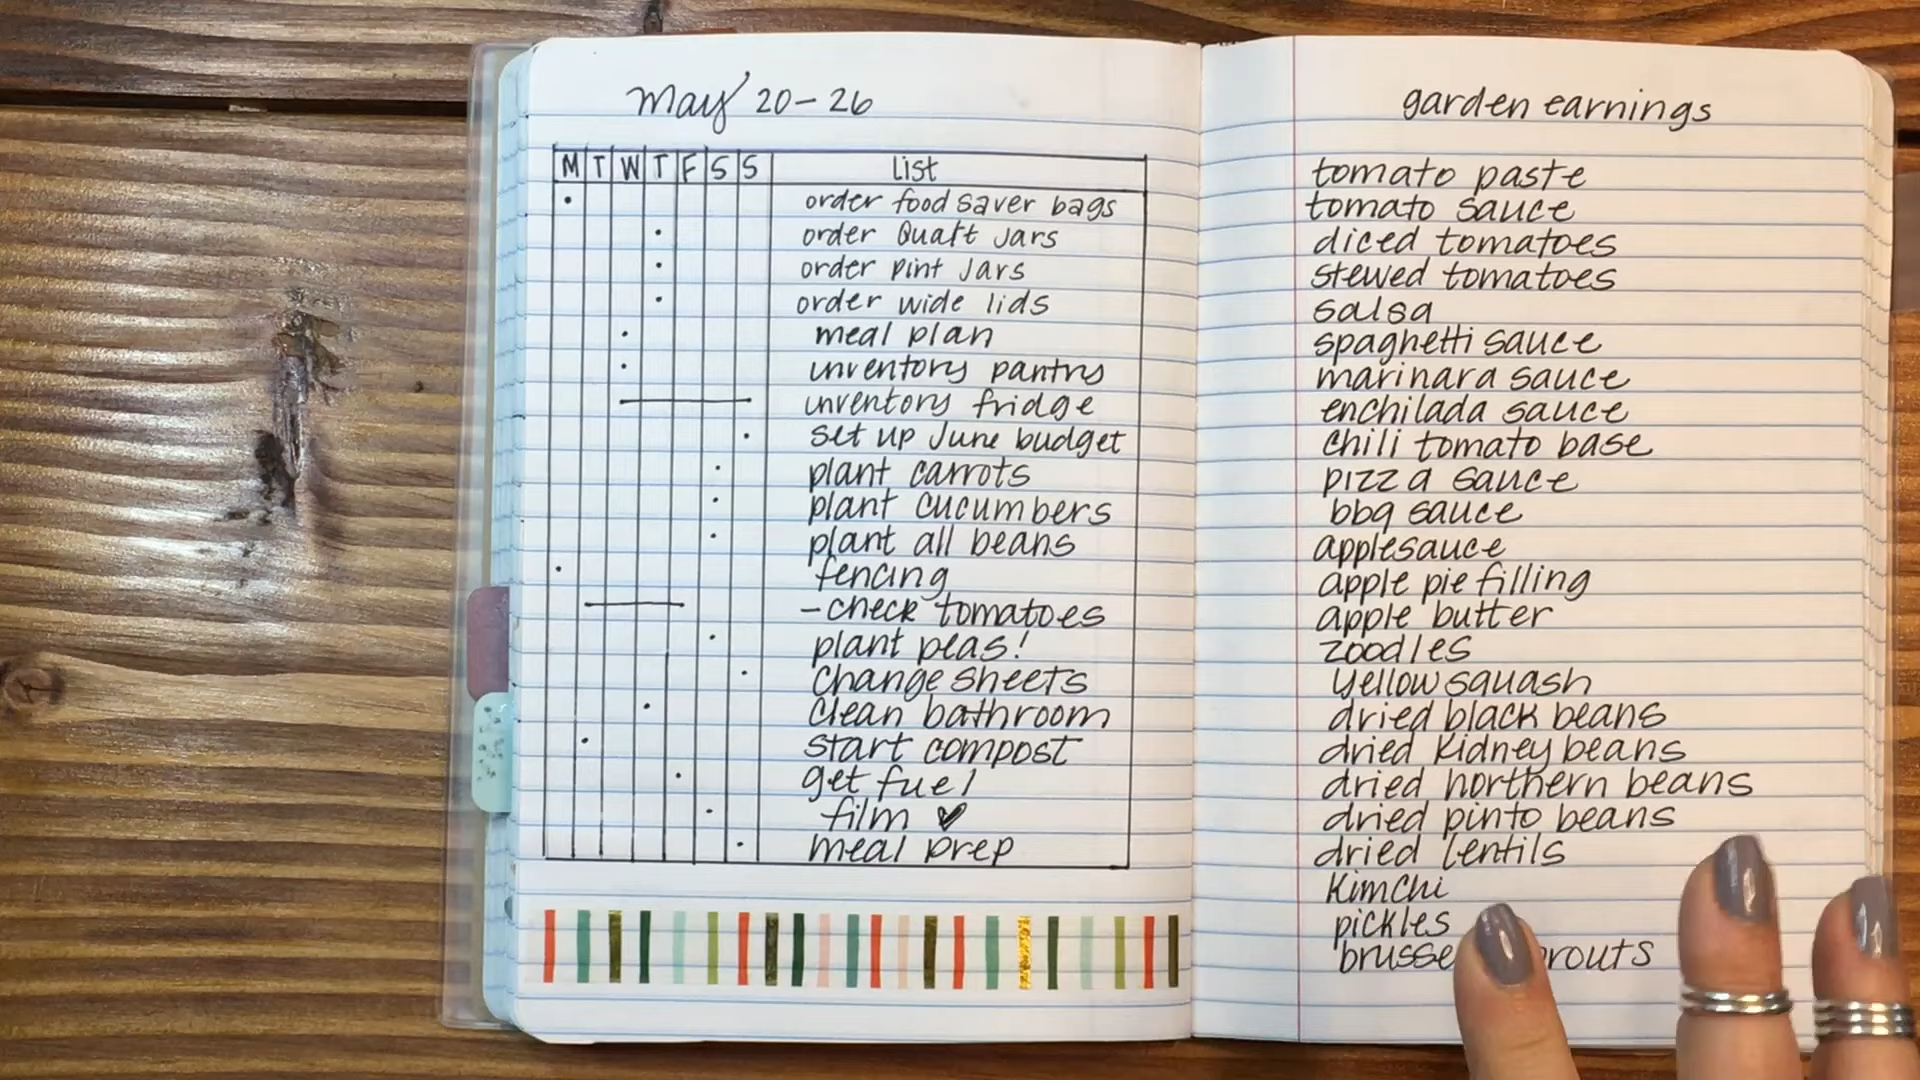 May 20-26
M T W T F S S list
order food saver bags
order Quart Jars
order pint Jars
order wide lids
meal plan
inventory pantry
inventory fridge
set up June budget
plant carrots
plant cucumbers
plant all beans
fencing
-check tomatoes
plant peas!
Change sheets
Clean bathroom
start compost
get fuel
film ♥
meal prep
garden earnings
tomato paste
tomato sauce
diced tomatoes
stewed tomatoes
salsa
spaghetti sauce
marinara sauce
enchilada sauce
chili tomato base
pizza sauce
bbq sauce
applesauce
apple pie filling
apple butter
zoodles
yellow squash
dried black beans
dried kidney beans
dried northern beans
dried pinto beans
dried lentils
Kimchi
pickles